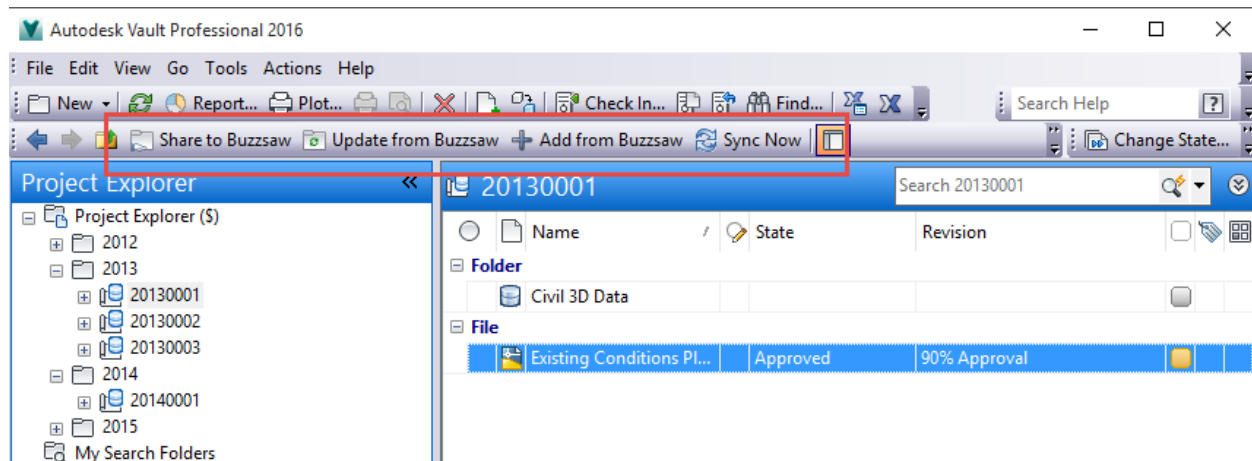 Autodesk Vault Professional 2016
File Edit View Go Tools Actions Help
New Report... Plot... Check In... Find... Search Help
Share to Buzzsaw Update from Buzzsaw Add from Buzzsaw Sync Now Change State...
Project Explorer
20130001 Search 20130001
Project Explorer ($)
2012
2013
20130001
20130002
20130003
2014
20140001
2015
My Search Folders
Name State Revision
Folder
Civil 3D Data
File
Existing Conditions Pl... Approved 90% Approval